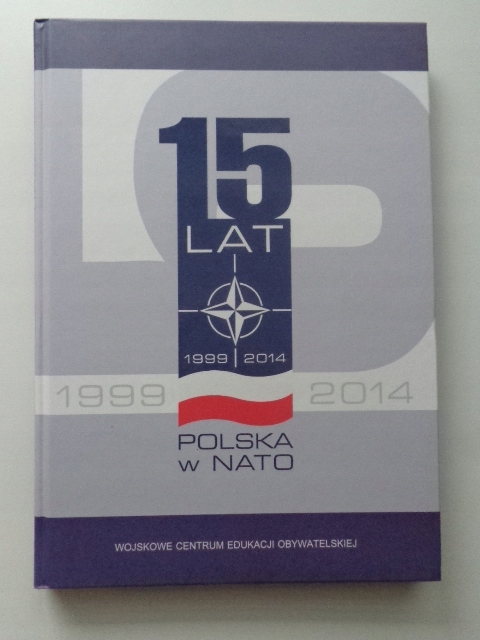 15
LAT
1999 2014
1999 2014
POLSKA
w NATO
WOJSKOWE CENTRUM EDUKACJI OBYWATELSKIEJ